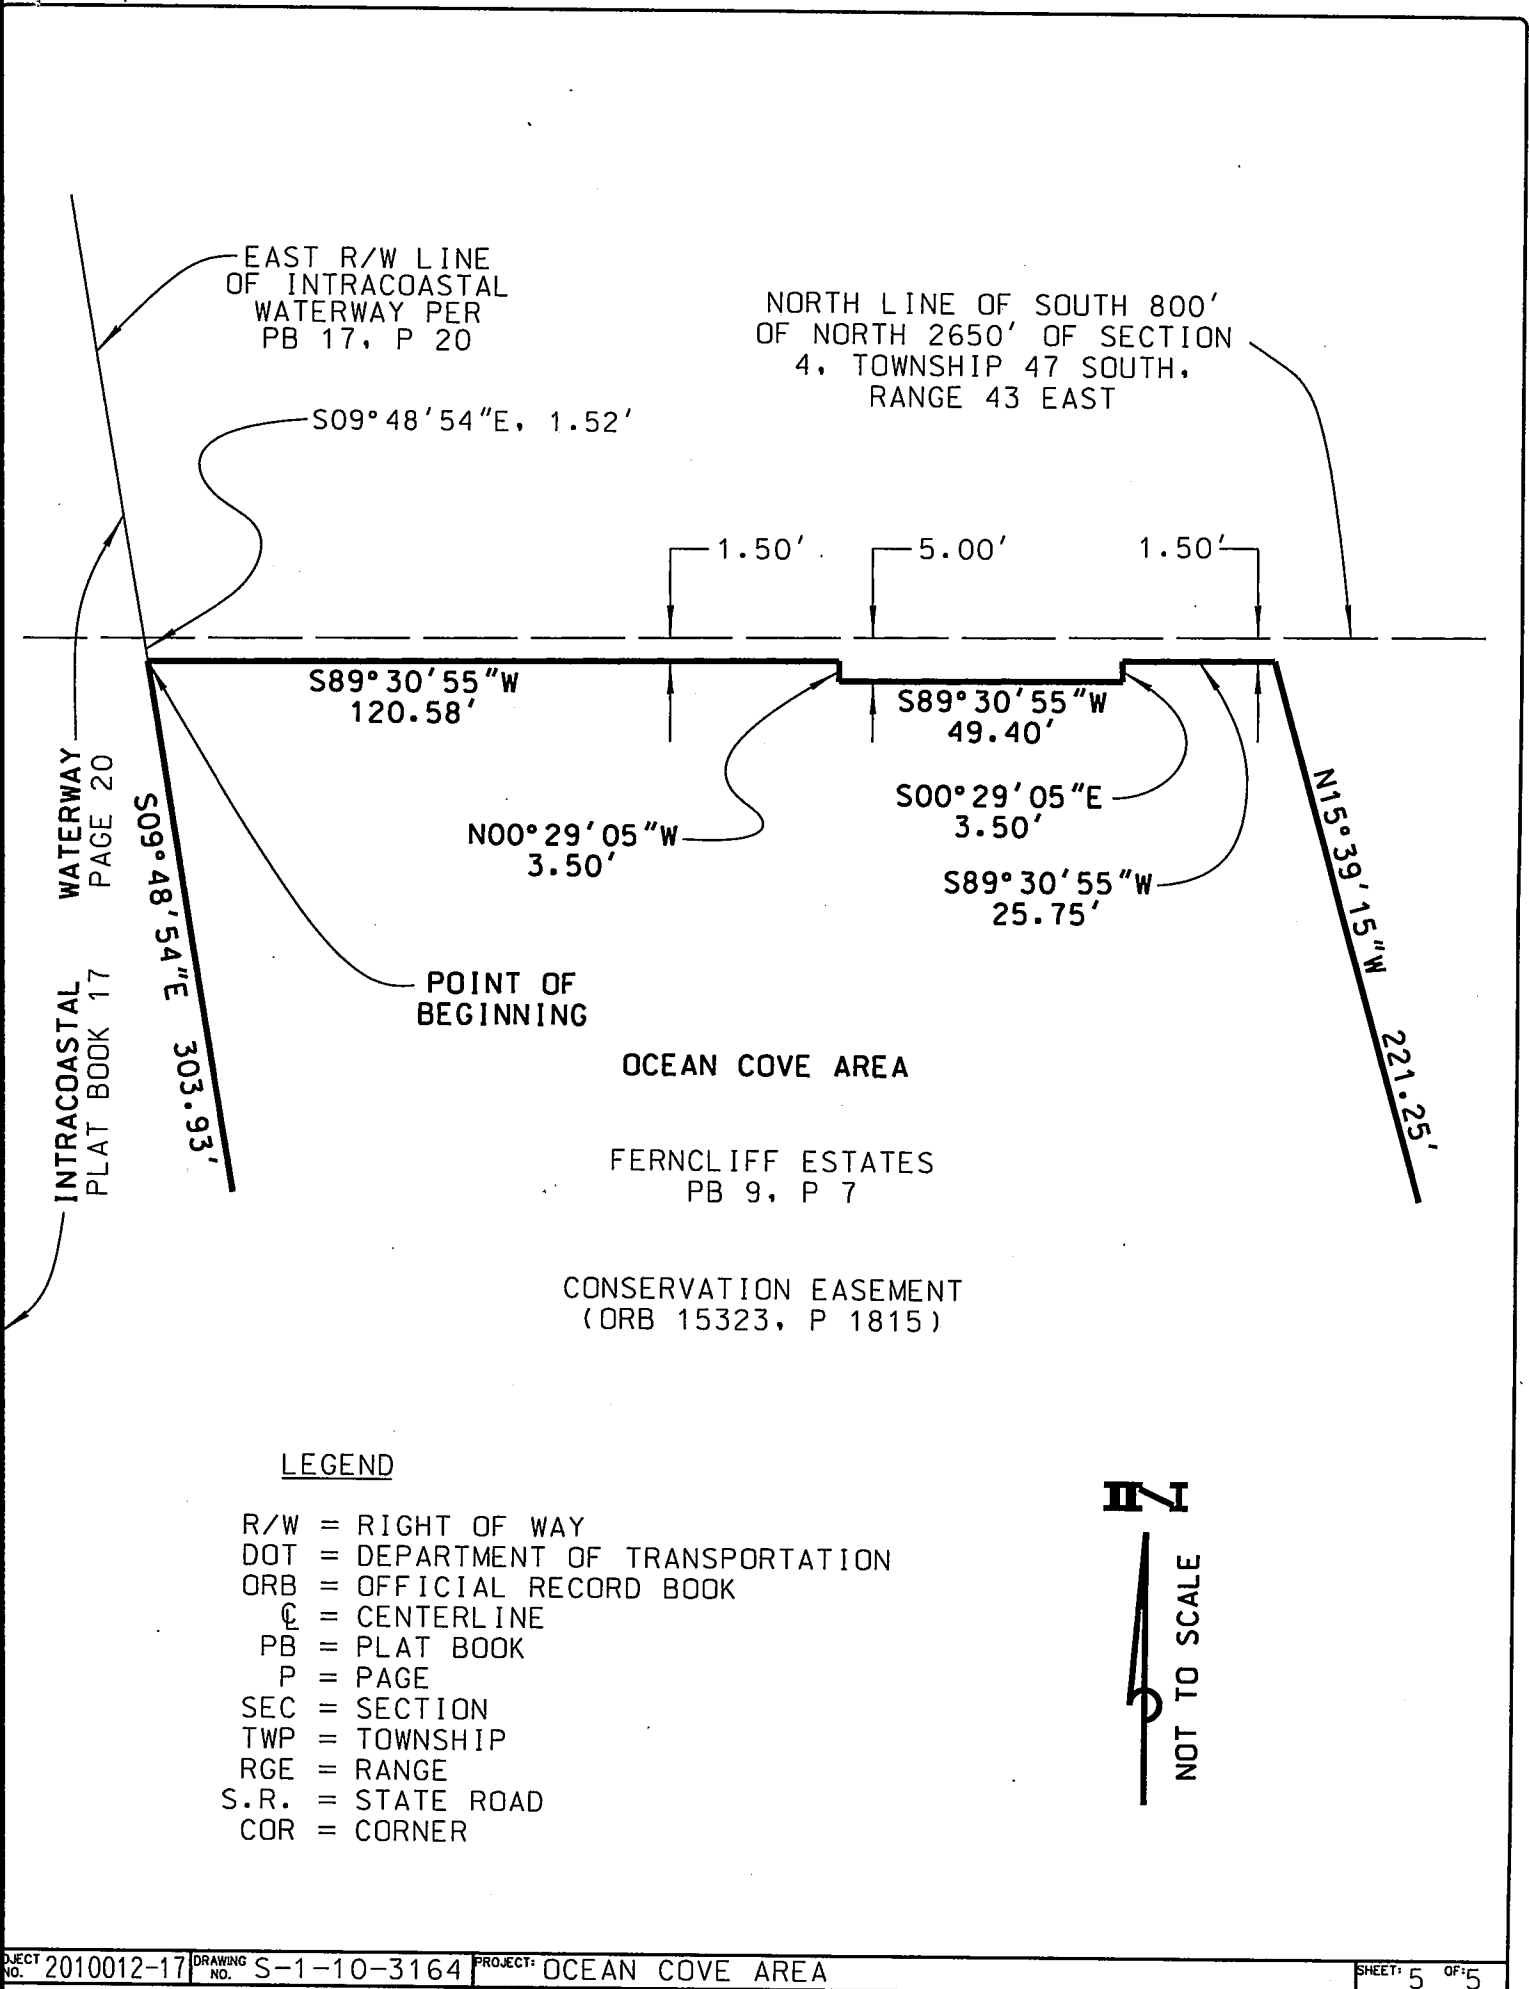 EAST R/W LINE
OF INTRACOASTAL
WATERWAY PER
PB 17, P 20
NORTH LINE OF SOUTH 800'
OF NORTH 2650' OF SECTION
4, TOWNSHIP 47 SOUTH,
RANGE 43 EAST
S09°48'54"E, 1.52'
1.50'
5.00'
1.50'
S89°30'55"W
120.58'
S89°30'55"W
49.40'
S00°29'05"E
3.50'
N00°29'05"W
3.50'
S89°30'55"W
25.75'
N15°39'15"W 221.25'
S09°48'54"E 303.93'
INTRACOASTAL WATERWAY
PLAT BOOK 17 PAGE 20
POINT OF
BEGINNING
OCEAN COVE AREA
FERNCLIFF ESTATES
PB 9, P 7
CONSERVATION EASEMENT
(ORB 15323, P 1815)
LEGEND
R/W = RIGHT OF WAY
DOT = DEPARTMENT OF TRANSPORTATION
ORB = OFFICIAL RECORD BOOK
℄ = CENTERLINE
PB = PLAT BOOK
P = PAGE
SEC = SECTION
TWP = TOWNSHIP
RGE = RANGE
S.R. = STATE ROAD
COR = CORNER
N
NOT TO SCALE
OJECT NO. 2010012-17 DRAWING NO. S-1-10-3164 PROJECT: OCEAN COVE AREA SHEET: 5 OF: 5